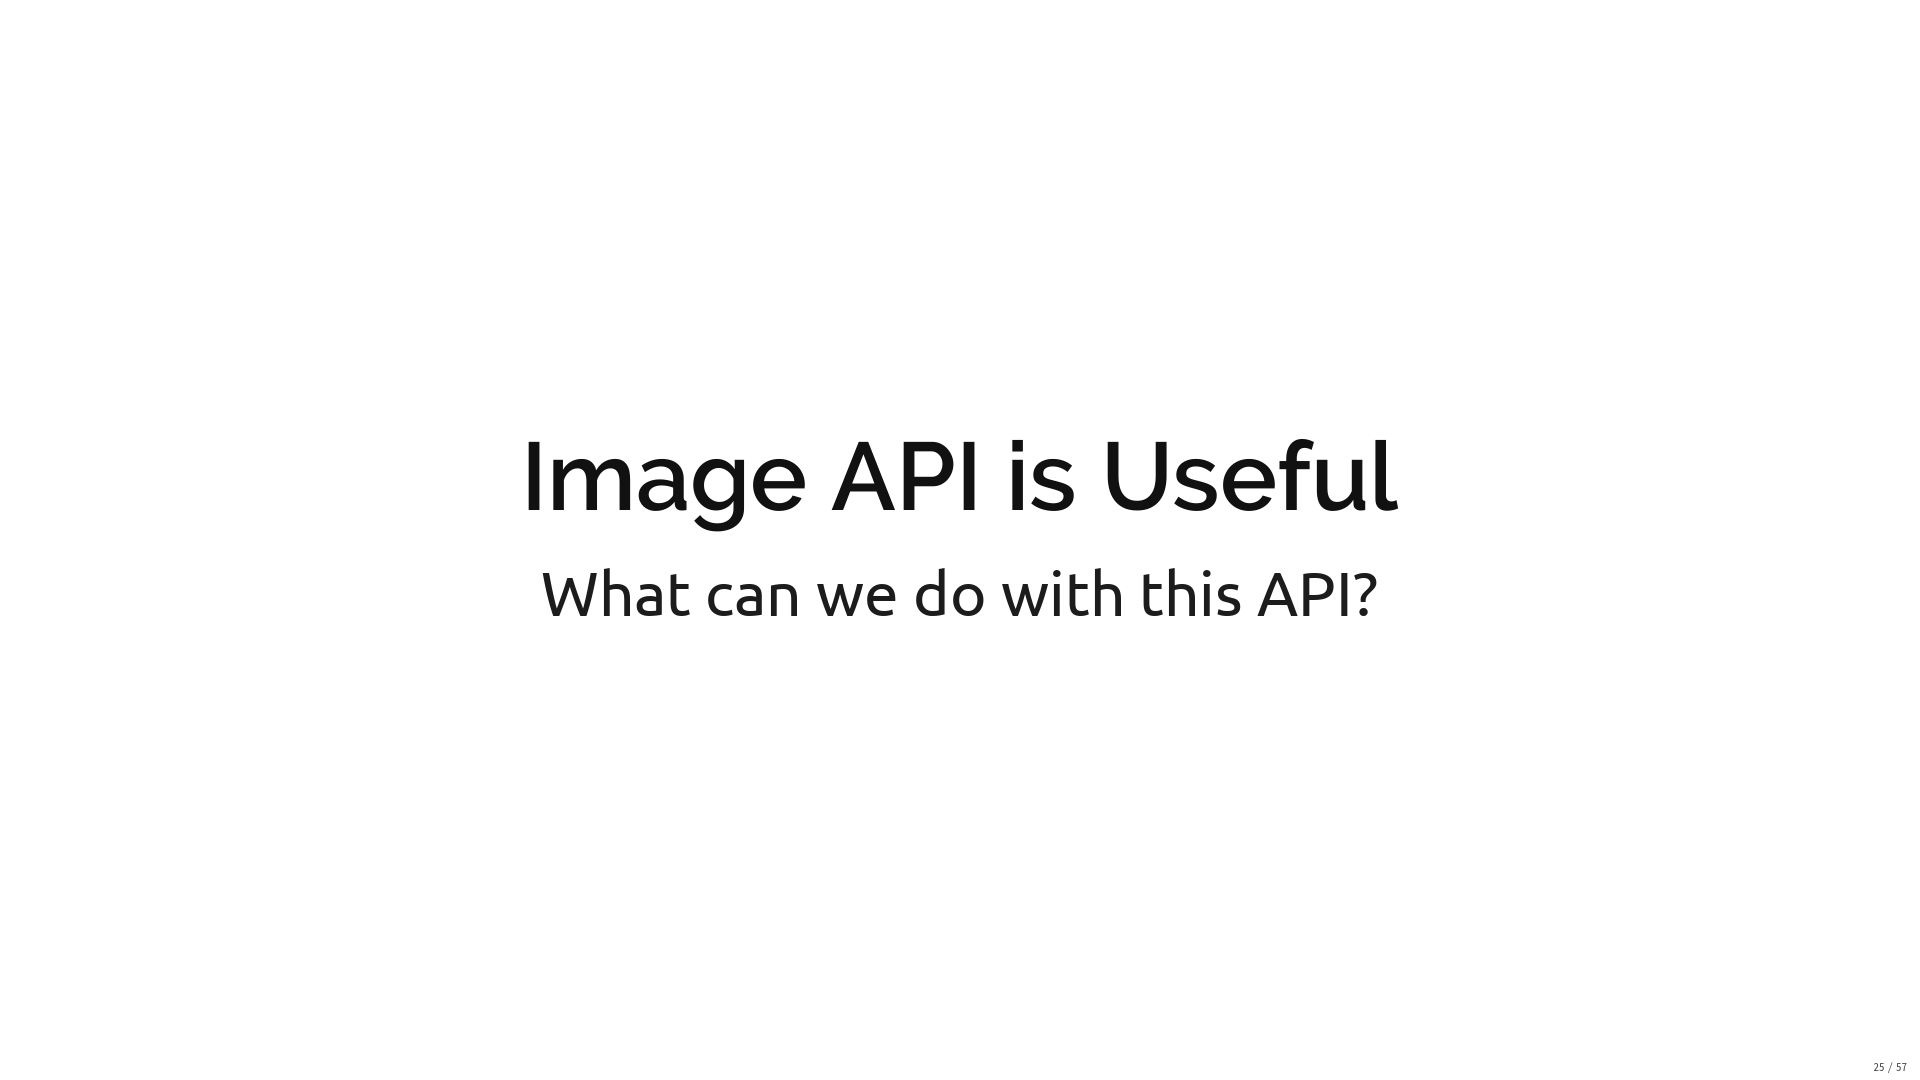 Image API is Useful
What can we do with this API?
25 / 57